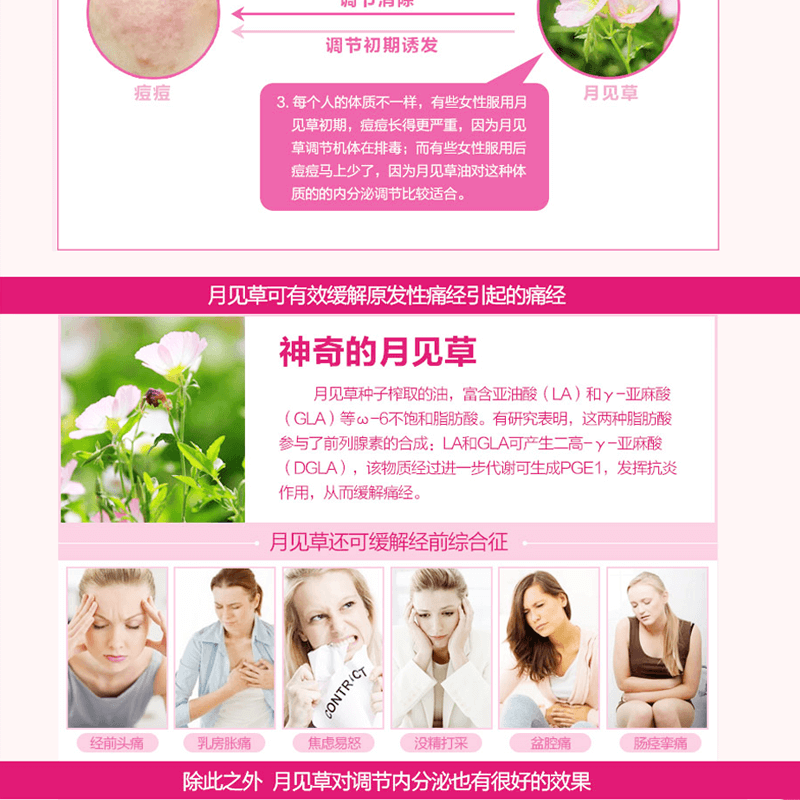 调节清除
调节初期诱发
痘痘
月见草
3. 每个人的体质不一样，有些女性服用月
见草初期，痘痘长得更严重，因为月见
草调节机体在排毒；而有些女性服用后
痘痘马上少了，因为月见草油对这种体
质的的内分泌调节比较适合。
月见草可有效缓解原发性痛经引起的痛经
神奇的月见草
月见草种子榨取的油，富含亚油酸（LA）和γ-亚麻酸
（GLA）等ω-6不饱和脂肪酸。有研究表明，这两种脂肪酸
参与了前列腺素的合成：LA和GLA可产生二高-γ-亚麻酸
（DGLA），该物质经过进一步代谢可生成PGE1，发挥抗炎
作用，从而缓解痛经。
月见草还可缓解经前综合征
CONTRICT
经前头痛
乳房胀痛
焦虑易怒
没精打采
盆腔痛
肠痉挛痛
除此之外 月见草对调节内分泌也有很好的效果